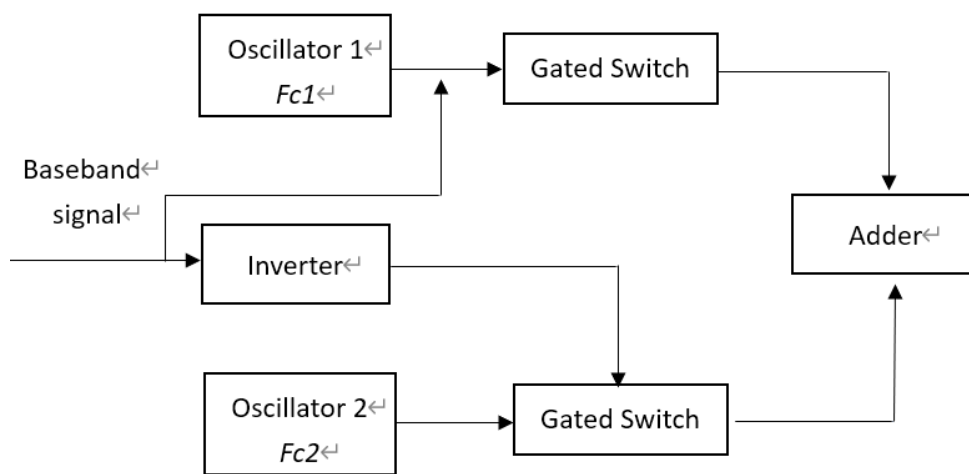 Oscillator 1↵
Fc1↵
Gated Switch
Baseband↵
signal↵
Adder↵
Inverter↵
Oscillator 2↵
Fc2↵
Gated Switch